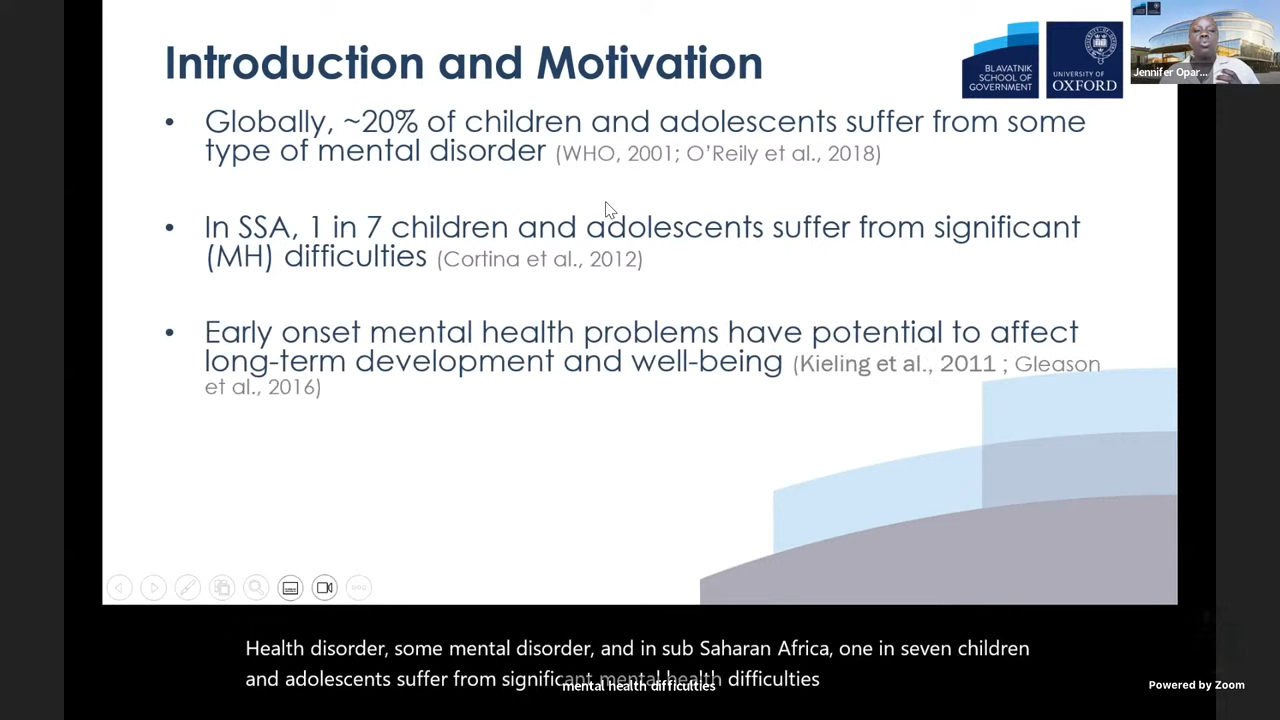 Introduction and Motivation
BLAVATNIK
SCHOOL OF
GOVERNMENT
UNIVERSITY OF
OXFORD
Jennifer Opar...
• Globally, ~20% of children and adolescents suffer from some
type of mental disorder (WHO, 2001; O’Reily et al., 2018)
• In SSA, 1 in 7 children and adolescents suffer from significant
(MH) difficulties (Cortina et al., 2012)
• Early onset mental health problems have potential to affect
long-term development and well-being (Kieling et al., 2011 ; Gleason
et al., 2016)
Health disorder, some mental disorder, and in sub Saharan Africa, one in seven children
and adolescents suffer from significant mental health difficulties
mental health difficulties
Powered by Zoom